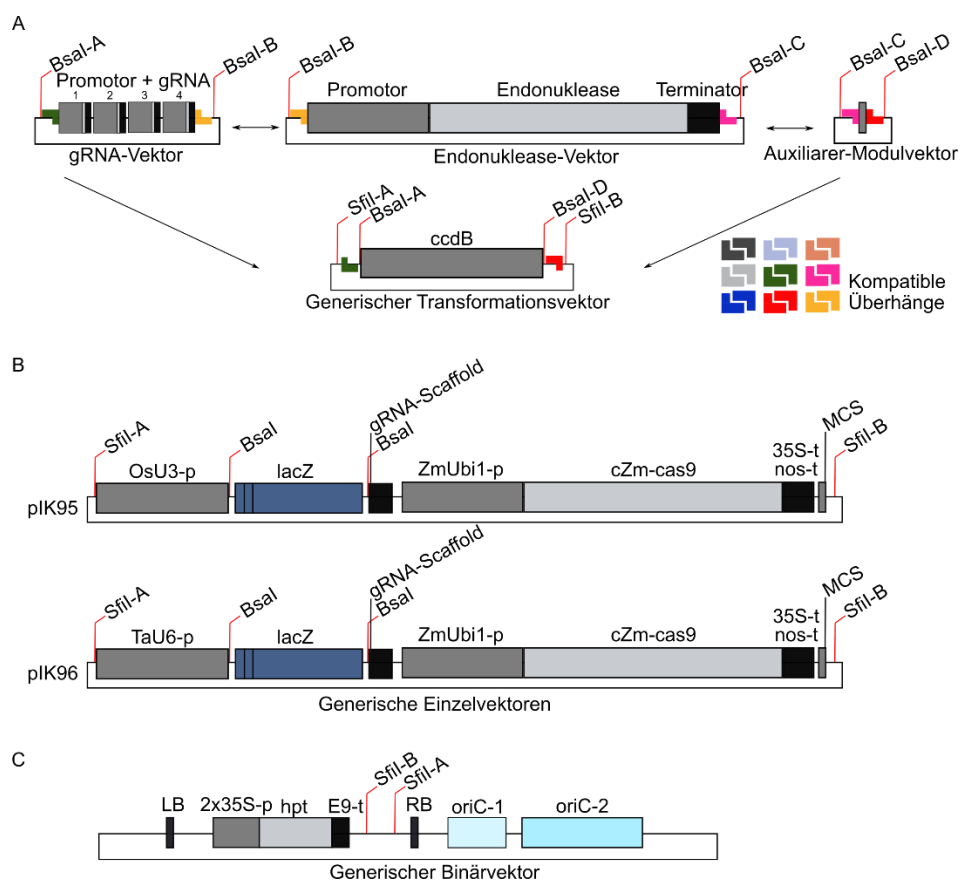 A
BsaI-A
BsaI-B
BsaI-B
BsaI-C
BsaI-C
BsaI-D
Promotor + gRNA
1 2 3 4
Promotor Endonuklease Terminator
gRNA-Vektor
Endonuklease-Vektor
Auxiliarer-Modulvektor
SfiI-A
BsaI-A
BsaI-D
SfiI-B
ccdB
Generischer Transformationsvektor
Kompatible
Überhänge
B
SfiI-A
BsaI
gRNA-Scaffold
BsaI
MCS
SfiI-B
OsU3-p
lacZ
ZmUbi1-p
cZm-cas9
35S-t
nos-t
pIK95
SfiI-A
BsaI
gRNA-Scaffold
BsaI
MCS
SfiI-B
TaU6-p
lacZ
ZmUbi1-p
cZm-cas9
35S-t
nos-t
pIK96
Generische Einzelvektoren
C
LB
2x35S-p
hpt
E9-t
SfiI-B
SfiI-A
RB
oriC-1
oriC-2
Generischer Binärvektor